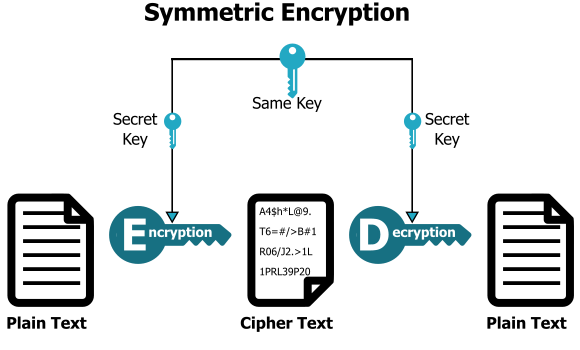 Symmetric Encryption
Same Key
Secret
Key
Secret
Key
Encryption
A4$h*L@9.
T6=#/>B#1
R06/J2.>1L
1PRL39P20
Decryption
Plain Text
Cipher Text
Plain Text